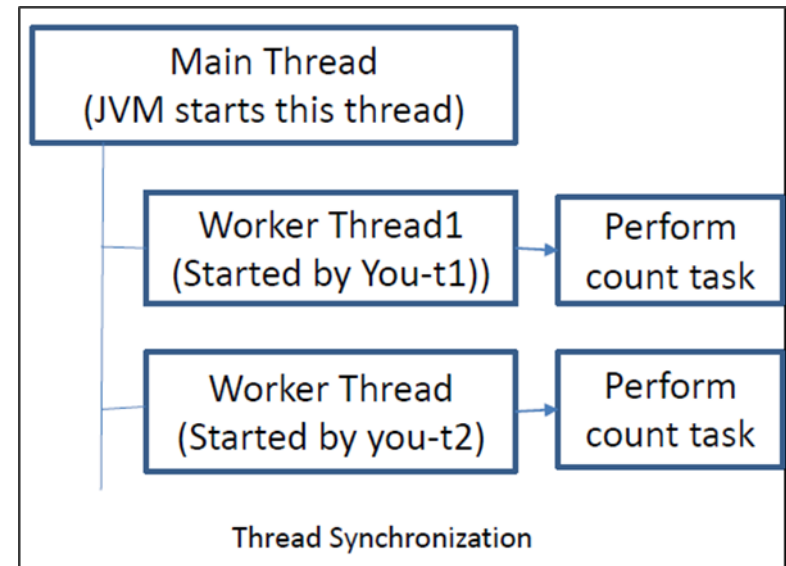 Main Thread
(JVM starts this thread)
Worker Thread1
(Started by You-t1))
Perform
count task
Worker Thread
(Started by you-t2)
Perform
count task
Thread Synchronization